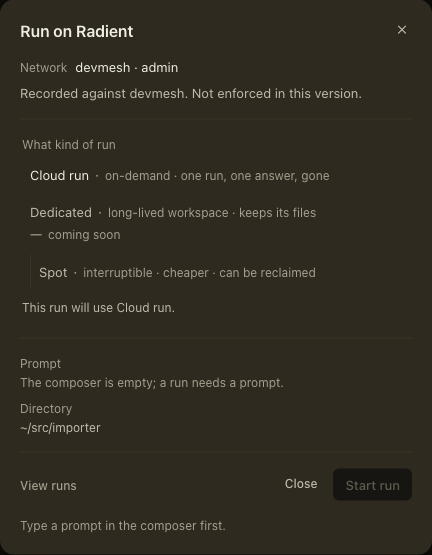 Run on Radient
×
Network devmesh · admin
Recorded against devmesh. Not enforced in this version.
What kind of run
Cloud run · on-demand · one run, one answer, gone
Dedicated · long-lived workspace · keeps its files
— coming soon
Spot · interruptible · cheaper · can be reclaimed
This run will use Cloud run.
Prompt
The composer is empty; a run needs a prompt.
Directory
~/src/importer
View runs Close Start run
Type a prompt in the composer first.